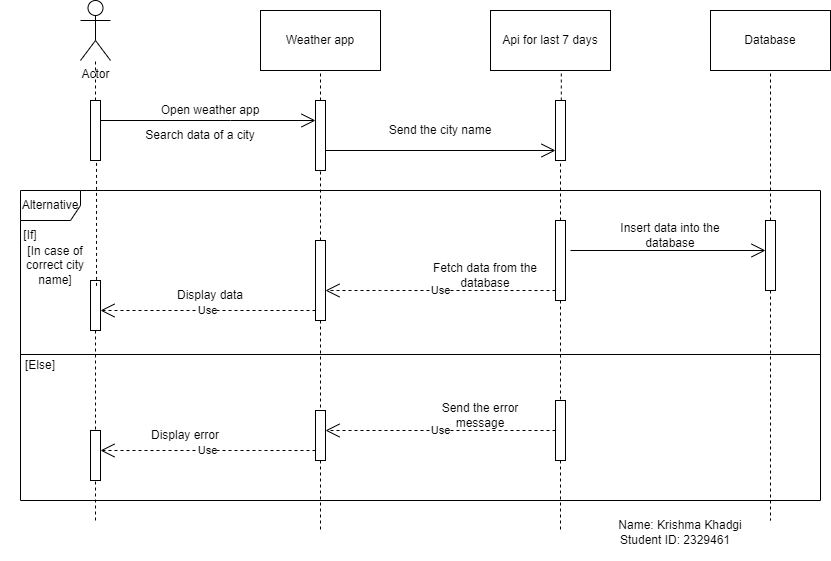 Weather app
Api for last 7 days
Database
Actor
Open weather app
Search data of a city
Send the city name
Alternative
[If]
[In case of
correct city
name]
Insert data into the
database
Fetch data from the
database
Use
Display data
Use
[Else]
Send the error
message
Use
Display error
Use
Name: Krishma Khadgi
Student ID: 2329461